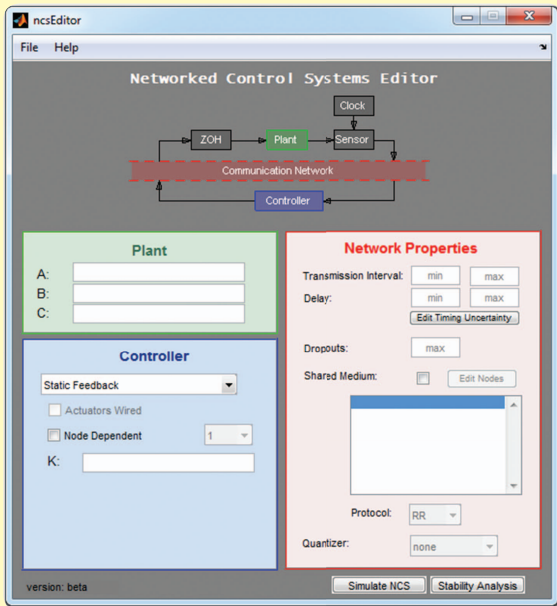 ncsEditor
File Help
Networked Control Systems Editor
Clock
ZOH Plant Sensor
Communication Network
Controller
Plant
A:
B:
C:
Controller
Static Feedback
Actuators Wired
Node Dependent 1
K:
Network Properties
Transmission Interval: min max
Delay: min max
Edit Timing Uncertainty
Dropouts: max
Shared Medium: Edit Nodes
Protocol: RR
Quantizer: none
version: beta
Simulate NCS Stability Analysis